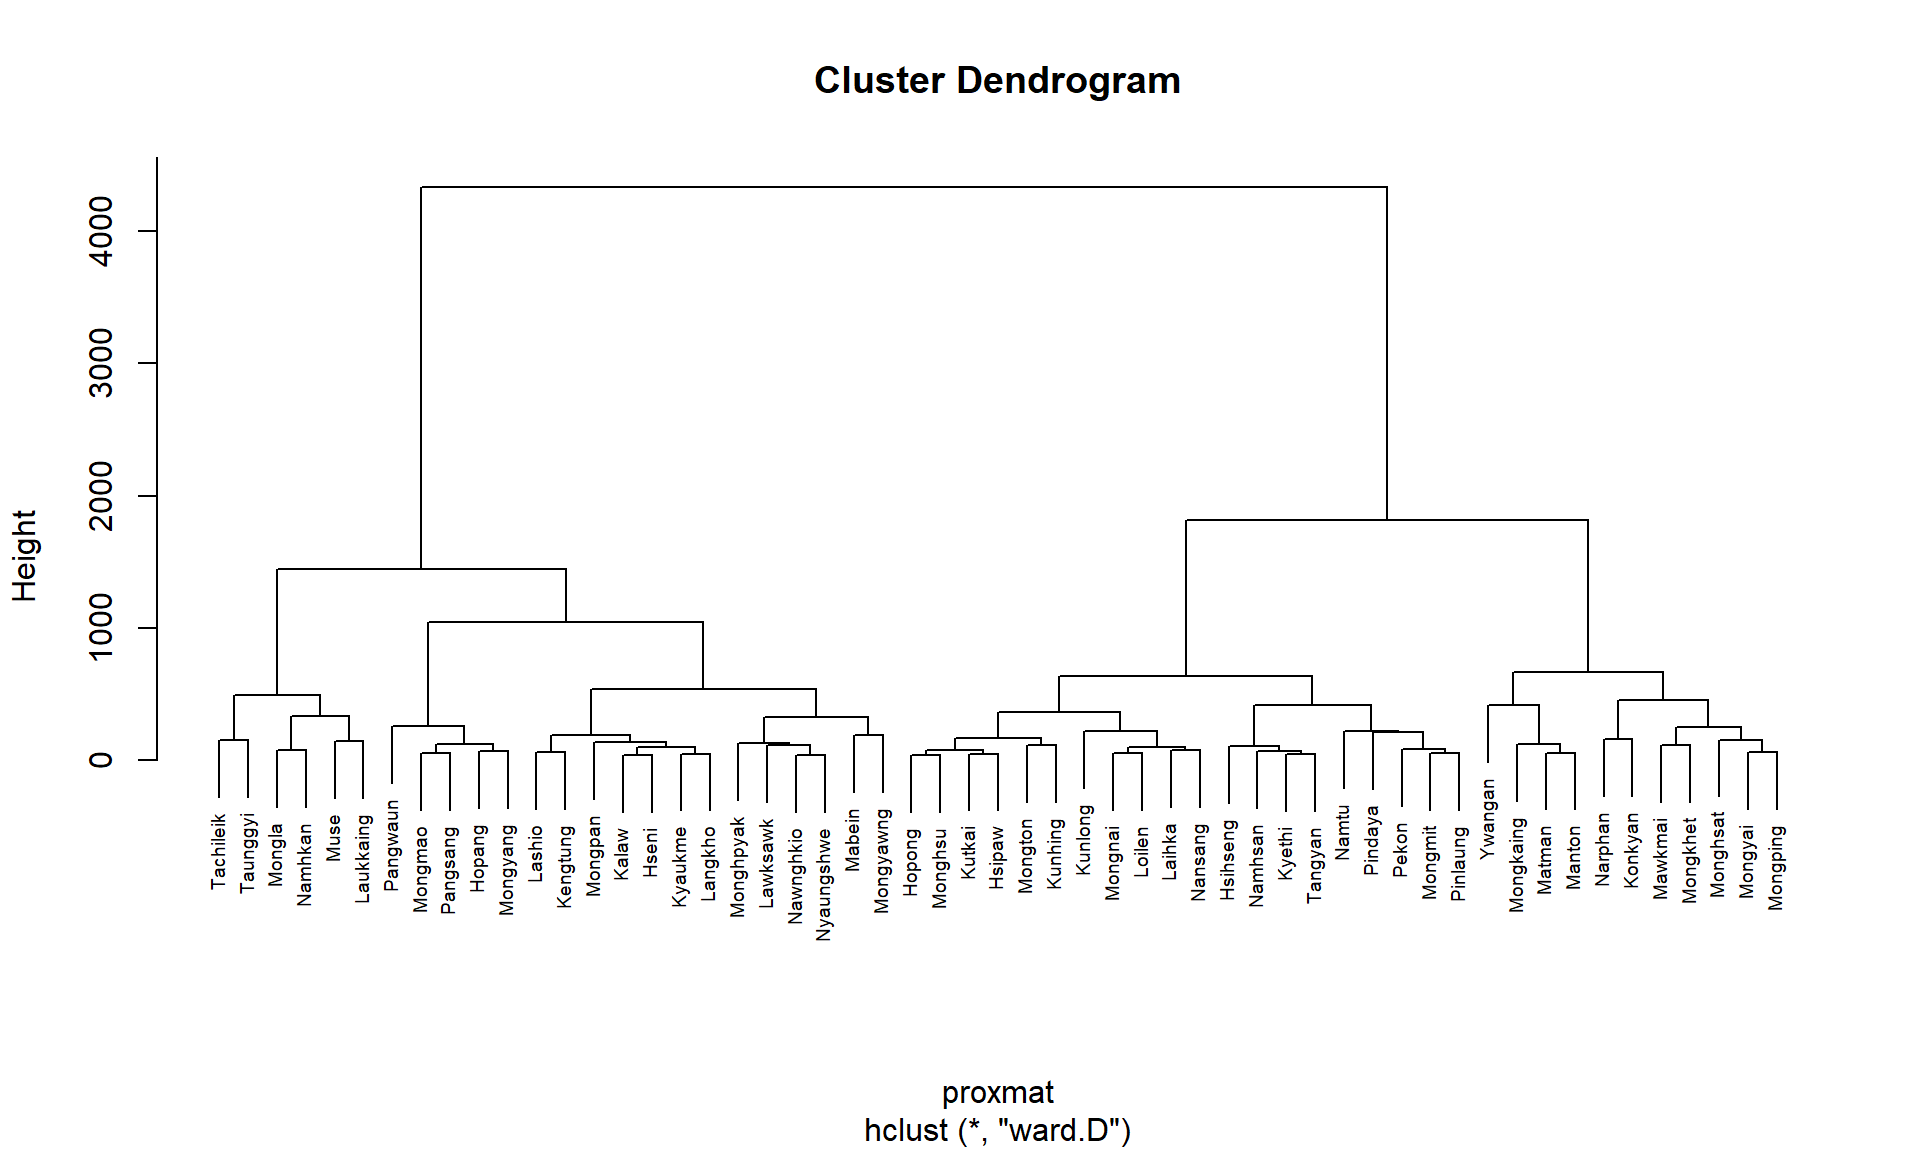 Cluster Dendrogram
Height
4000
3000
2000
1000
0
Tachileik
Taunggyi
Mongla
Namhkan
Muse
Laukkaing
Pangwaun
Mongmao
Pangsang
Hopang
Mongyang
Lashio
Kengtung
Mongpan
Kalaw
Hseni
Kyaukme
Langkho
Monghpyak
Lawksawk
Nawnghkio
Nyaungshwe
Mabein
Mongyawng
Hopong
Monghsu
Kutkai
Hsipaw
Mongton
Kunhing
Kunlong
Mongnai
Loilen
Laihka
Nansang
Hsihseng
Namhsan
Kyethi
Tangyan
Namtu
Pindaya
Pekon
Mongmit
Pinlaung
Ywangan
Mongkaing
Matman
Manton
Narphan
Konkyan
Mawkmai
Mongkhet
Monghsat
Mongyai
Mongping
proxmat
hclust (*, "ward.D")